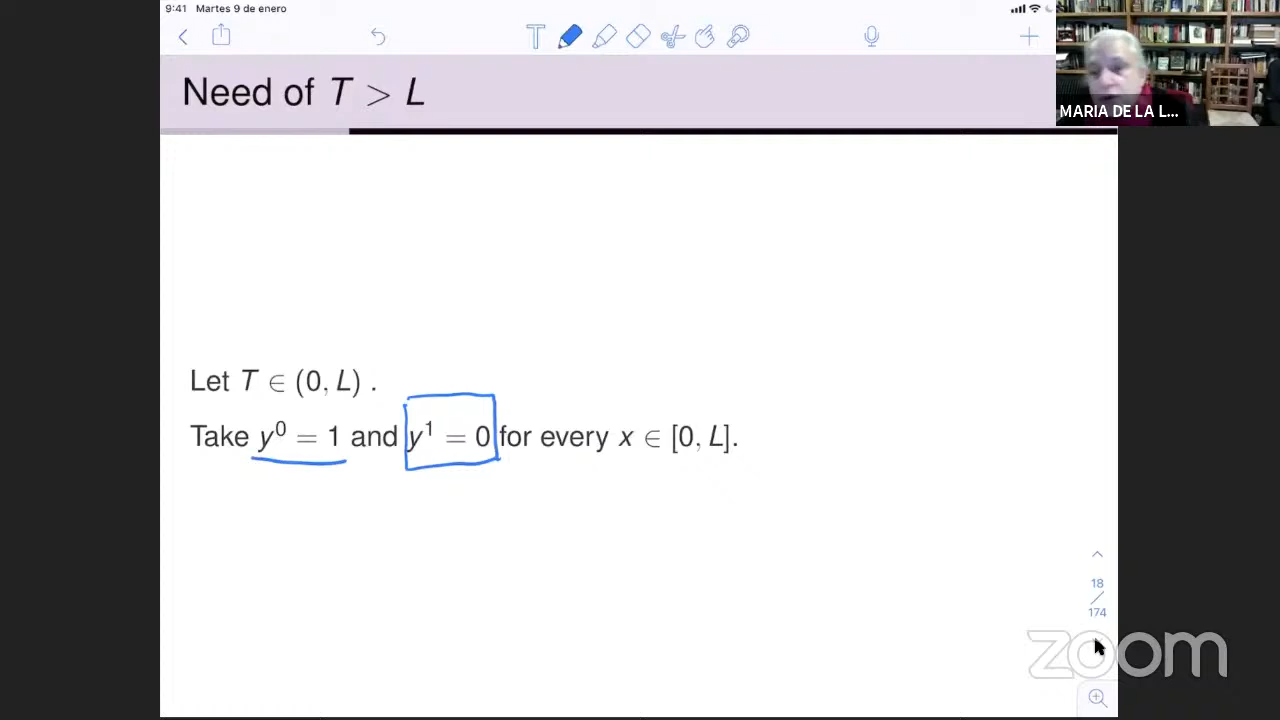 9:41 Martes 9 de enero
T
Need of T > L
MARIA DE LA L...
Let T ∈ (0, L) .
Take y⁰ = 1 and y¹ = 0 for every x ∈ [0, L].
18
/
174
zoom